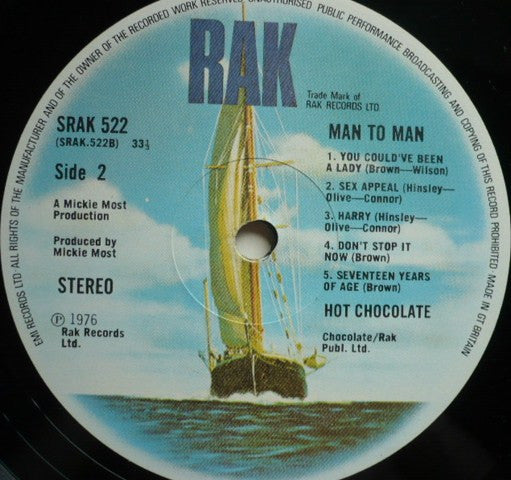 EMI RECORDS LTD. ALL RIGHTS OF THE MANUFACTURER AND OF THE OWNER OF THE RECORDED WORK RESERVED UNAUTHORISED PUBLIC PERFORMANCE BROADCASTING AND COPYING OF THIS RECORD PROHIBITED MADE IN GT BRITAIN
RAK
Trade Mark of
RAK RECORDS LTD
SRAK 522
(SRAK.522B) 33⅓
Side 2
A Mickie Most
Production
Produced by
Mickie Most
STEREO
Ⓟ 1976
Rak Records
Ltd.
MAN TO MAN
1. YOU COULD'VE BEEN
A LADY (Brown—Wilson)
2. SEX APPEAL (Hinsley—
Olive—Connor)
3. HARRY (Hinsley—
Olive—Connor)
4. DON'T STOP IT
NOW (Brown)
5. SEVENTEEN YEARS
OF AGE (Brown)
HOT CHOCOLATE
Chocolate/Rak
Publ. Ltd.